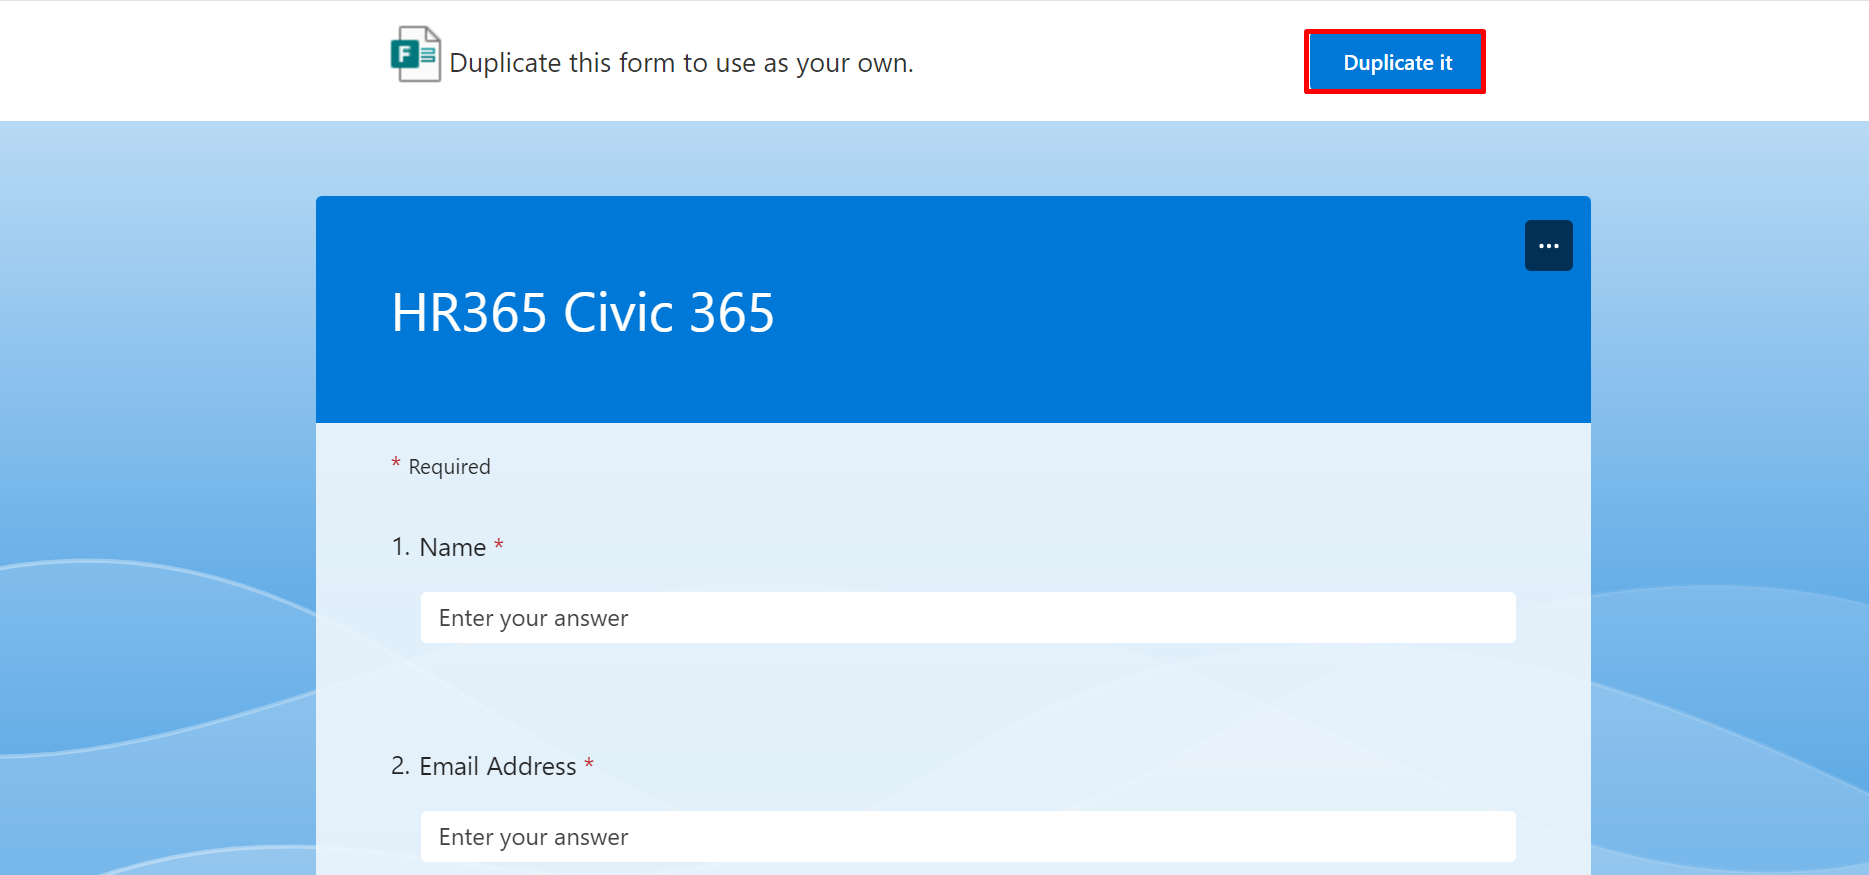 F
Duplicate this form to use as your own.
Duplicate it
HR365 Civic 365
* Required
1. Name *
Enter your answer
2. Email Address *
Enter your answer